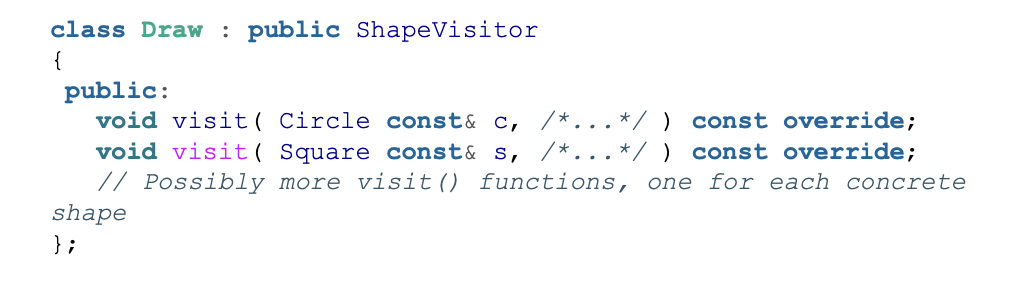 class Draw : public ShapeVisitor
{
 public:
   void visit( Circle const& c, /*...*/ ) const override;
   void visit( Square const& s, /*...*/ ) const override;
   // Possibly more visit() functions, one for each concrete
shape
};